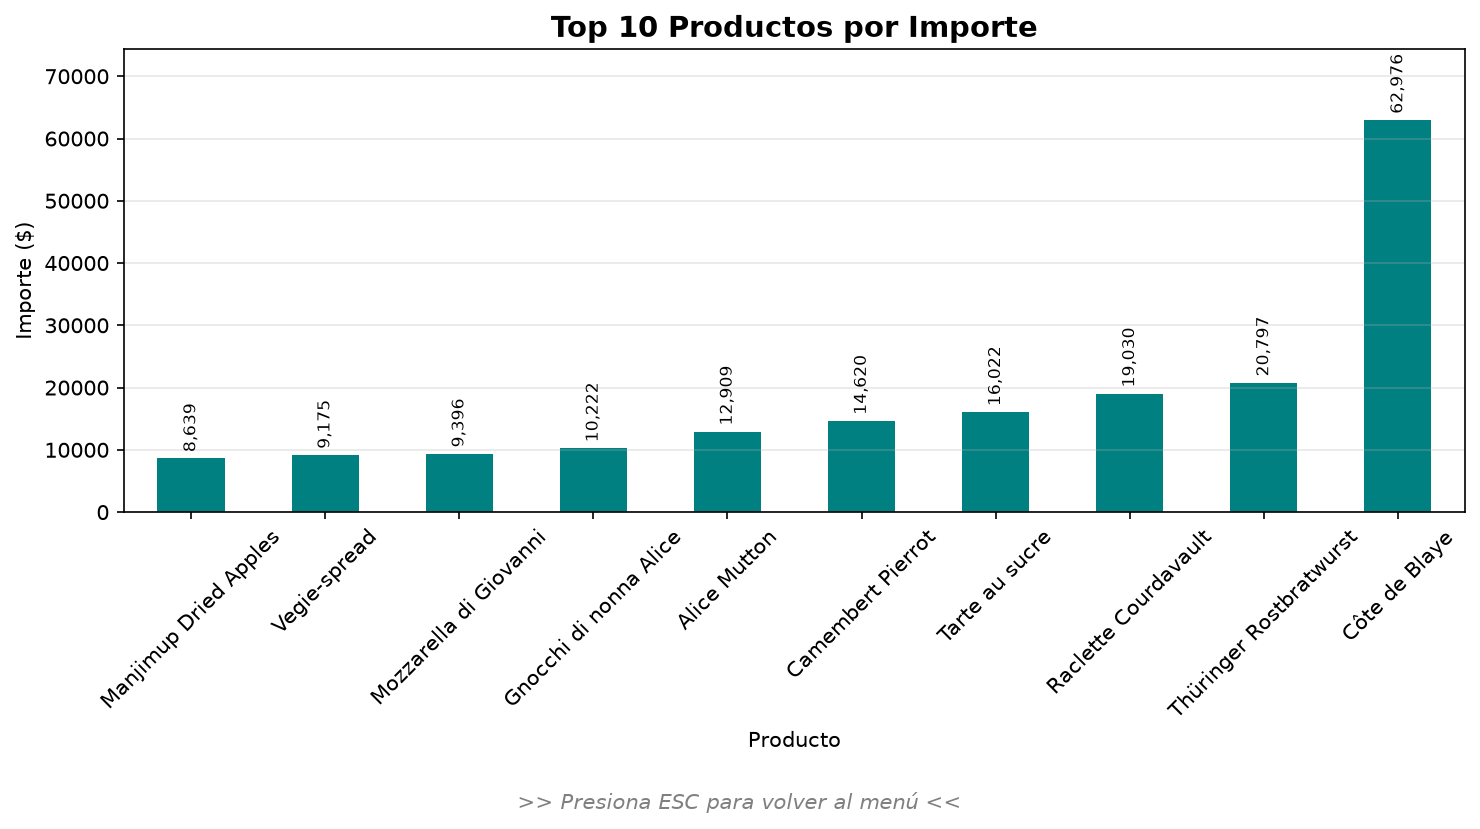 Top 10 Productos por Importe
Importe ($)
70000
60000
50000
40000
30000
20000
10000
0
8,639
9,175
9,396
10,222
12,909
14,620
16,022
19,030
20,797
62,976
Manjimup Dried Apples
Vegie-spread
Mozzarella di Giovanni
Gnocchi di nonna Alice
Alice Mutton
Camembert Pierrot
Tarte au sucre
Raclette Courdavault
Thüringer Rostbratwurst
Côte de Blaye
Producto
>> Presiona ESC para volver al menú <<